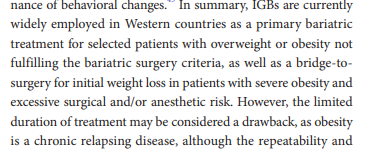 nance of behavioral changes. In summary, IGBs are currently
widely employed in Western countries as a primary bariatric
treatment for selected patients with overweight or obesity not
fulfilling the bariatric surgery criteria, as well as a bridge-to-
surgery for initial weight loss in patients with severe obesity and
excessive surgical and/or anesthetic risk. However, the limited
duration of treatment may be considered a drawback, as obesity
is a chronic relapsing disease, although the repeatability and